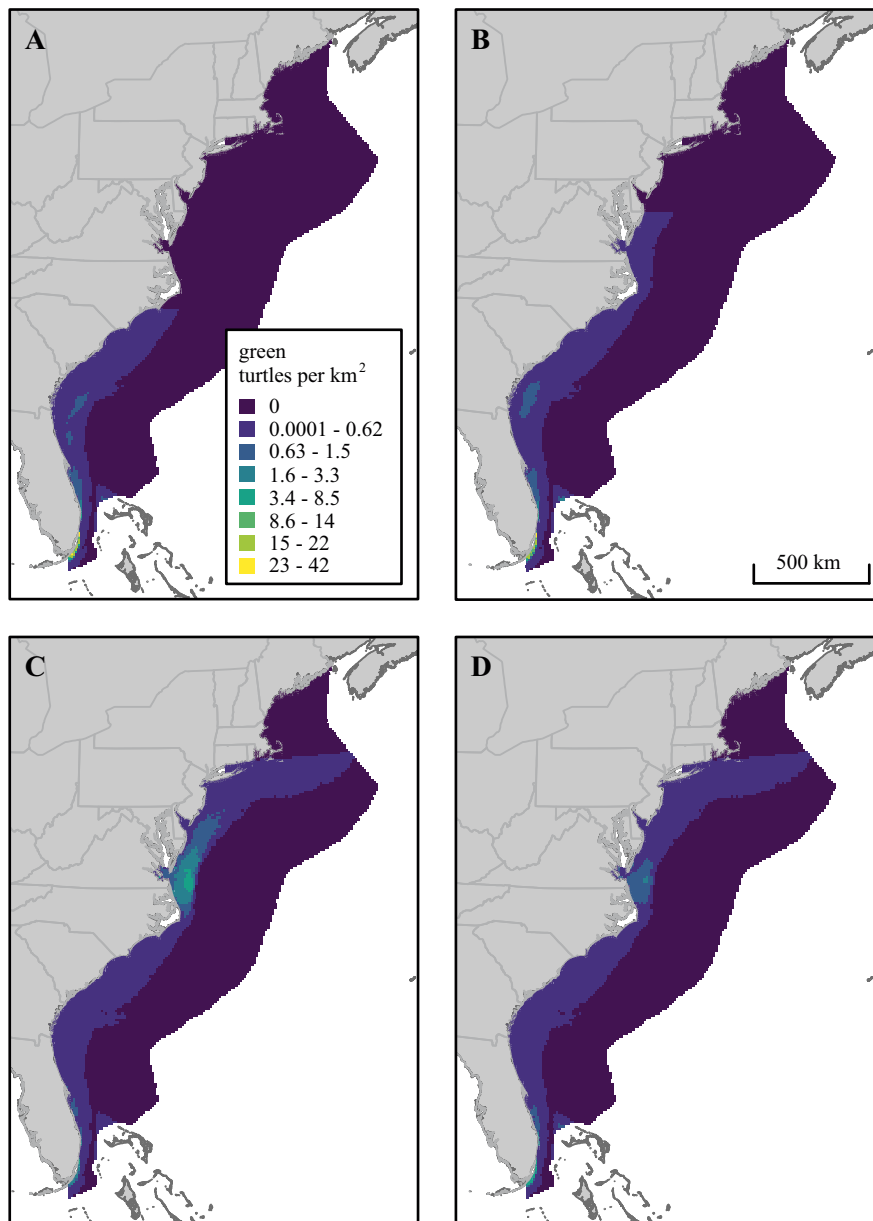 A
B
green
turtles per km²
0
0.0001 - 0.62
0.63 - 1.5
1.6 - 3.3
3.4 - 8.5
8.6 - 14
15 - 22
23 - 42
500 km
C
D